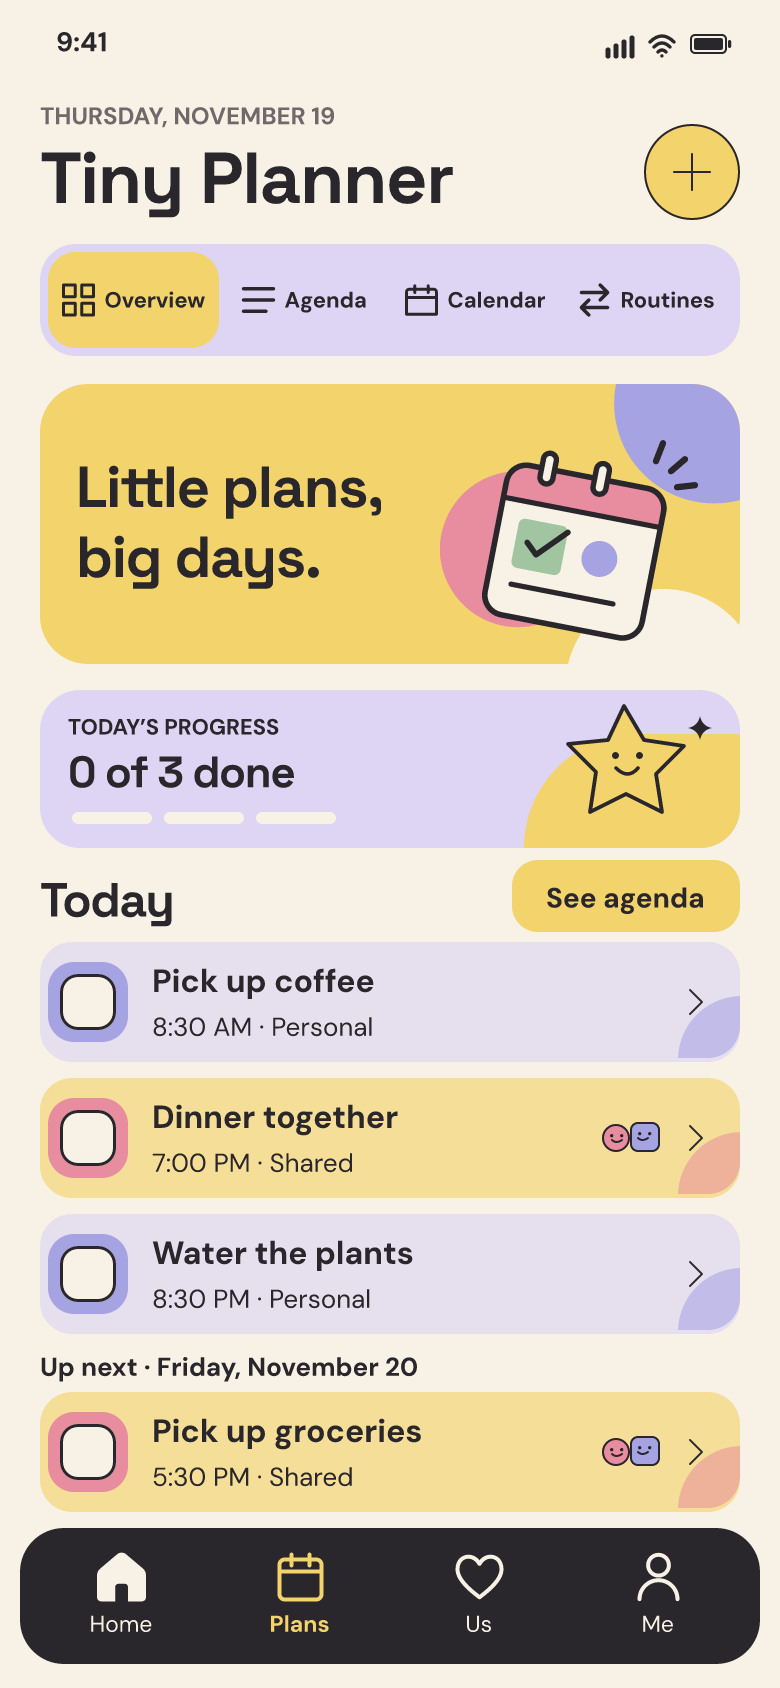 9:41
THURSDAY, NOVEMBER 19
Tiny Planner
Overview
Agenda
Calendar
Routines
Little plans,
big days.
TODAY’S PROGRESS
0 of 3 done
Today
See agenda
Pick up coffee
8:30 AM · Personal
Dinner together
7:00 PM · Shared
Water the plants
8:30 PM · Personal
Up next · Friday, November 20
Pick up groceries
5:30 PM · Shared
Home
Plans
Us
Me